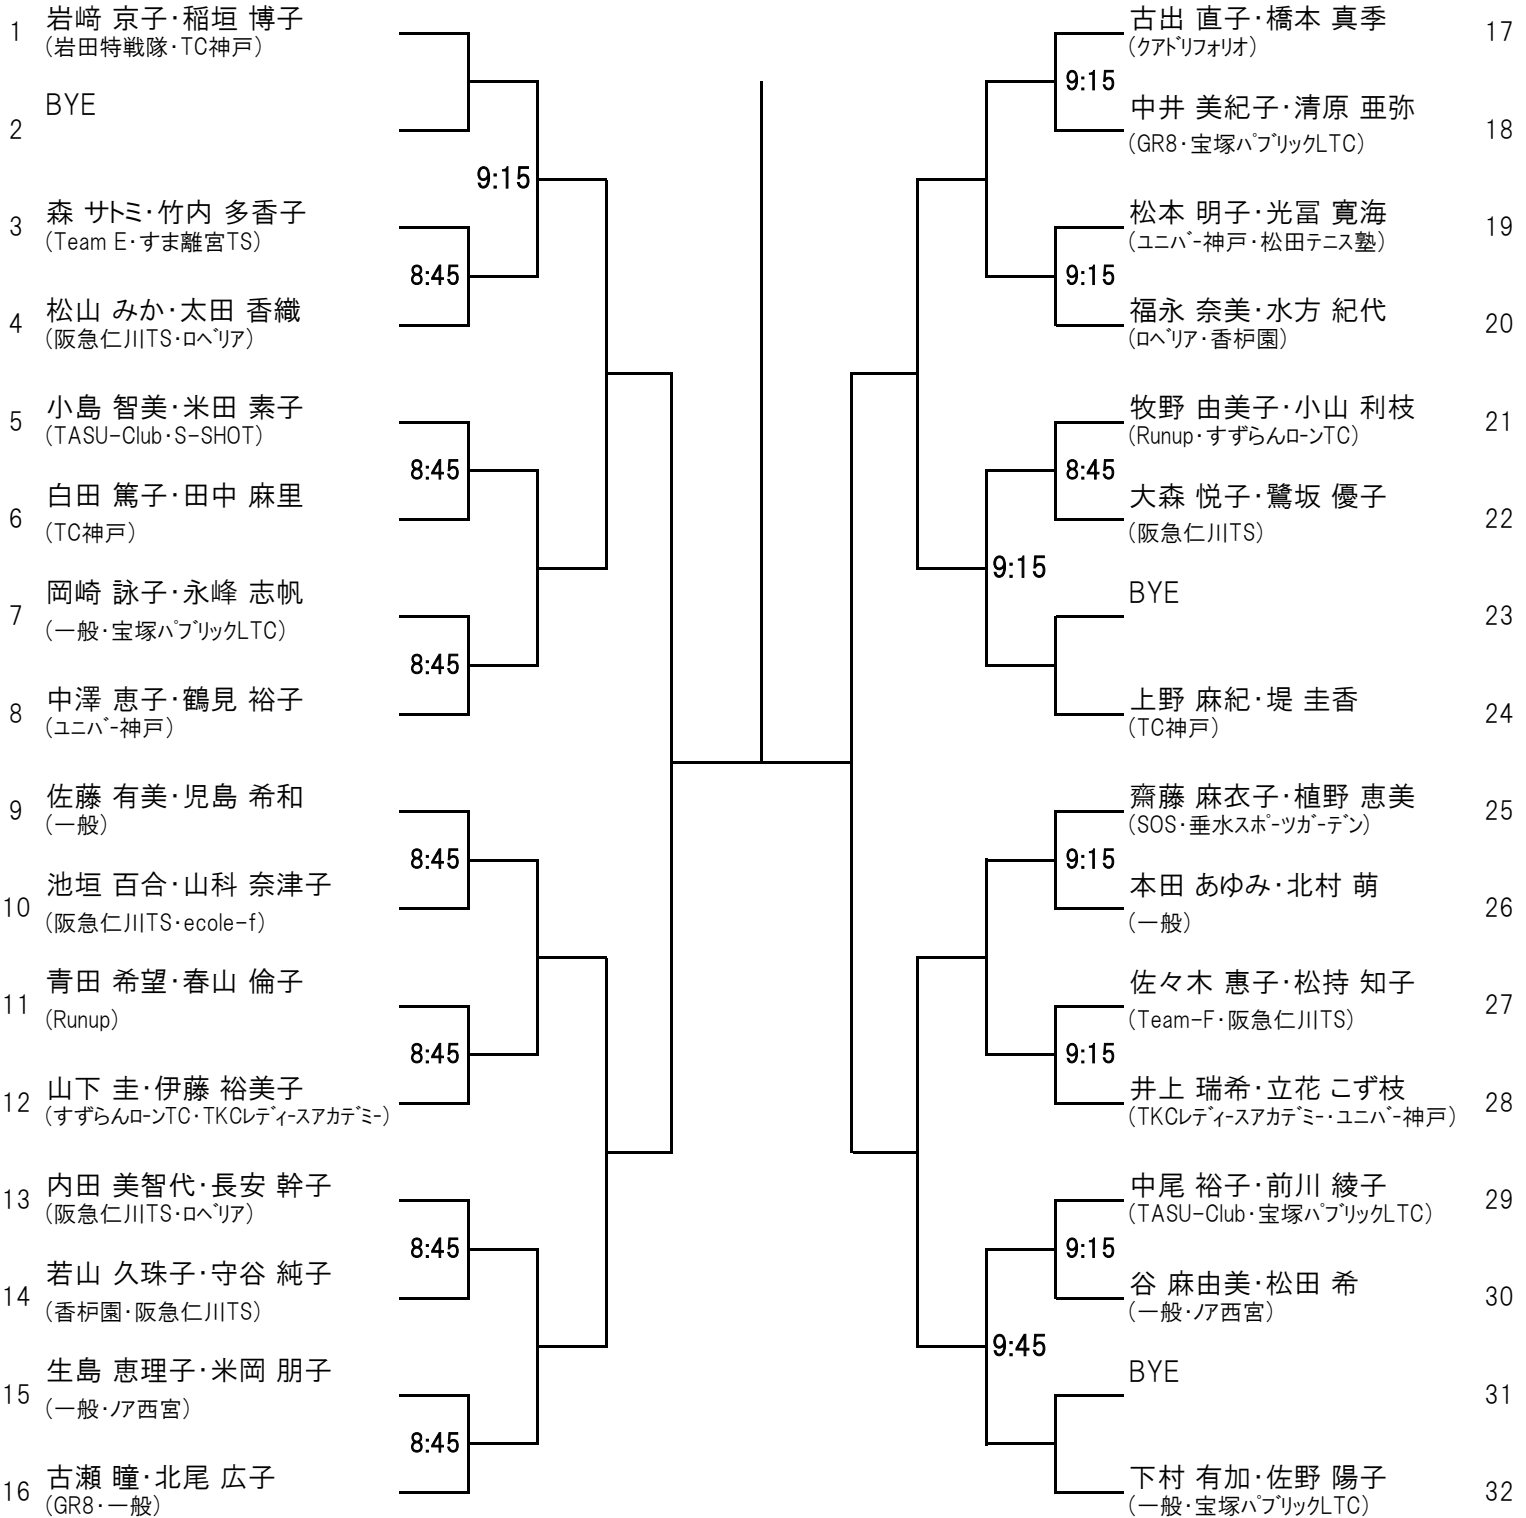 1
岩﨑 京子・稲垣 博子
(岩田特戦隊・TC神戸)
BYE
2
9:15
3
森 サトミ・竹内 多香子
(Team E・すま離宮TS)
8:45
4
松山 みか・太田 香織
(阪急仁川TS・ﾛﾍﾞﾘｱ)
5
小島 智美・米田 素子
(TASU-Club・S-SHOT)
8:45
6
白田 篤子・田中 麻里
(TC神戸)
7
岡崎 詠子・永峰 志帆
(一般・宝塚ﾊﾟﾌﾞﾘｯｸLTC)
8:45
8
中澤 恵子・鶴見 裕子
(ﾕﾆﾊﾞｰ神戸)
9
佐藤 有美・児島 希和
(一般)
8:45
10
池垣 百合・山科 奈津子
(阪急仁川TS・ecole-f)
11
青田 希望・春山 倫子
(Runup)
8:45
12
山下 圭・伊藤 裕美子
(すずらんﾛｰﾝTC・TKCﾚﾃﾞｨｰｽｱｶﾃﾞﾐｰ)
13
内田 美智代・長安 幹子
(阪急仁川TS・ﾛﾍﾞﾘｱ)
8:45
14
若山 久珠子・守谷 純子
(香枦園・阪急仁川TS)
15
生島 恵理子・米岡 朋子
(一般・ﾉｱ西宮)
8:45
16
古瀬 瞳・北尾 広子
(GR8・一般)
古出 直子・橋本 真季
(ｸｱﾄﾞﾘﾌｫﾘｵ)
17
9:15
中井 美紀子・清原 亜弥
(GR8・宝塚ﾊﾟﾌﾞﾘｯｸLTC)
18
松本 明子・光冨 寛海
(ﾕﾆﾊﾞｰ神戸・松田テニス塾)
19
9:15
福永 奈美・水方 紀代
(ﾛﾍﾞﾘｱ・香枦園)
20
牧野 由美子・小山 利枝
(Runup・すずらんﾛｰﾝTC)
21
8:45
大森 悦子・鷺坂 優子
(阪急仁川TS)
22
9:15
BYE
23
上野 麻紀・堤 圭香
(TC神戸)
24
齋藤 麻衣子・植野 恵美
(SOS・垂水ｽﾎﾟｰﾂｶﾞｰﾃﾞﾝ)
25
9:15
本田 あゆみ・北村 萌
(一般)
26
佐々木 惠子・松持 知子
(Team-F・阪急仁川TS)
27
9:15
井上 瑞希・立花 こず枝
(TKCﾚﾃﾞｨｰｽｱｶﾃﾞﾐｰ・ﾕﾆﾊﾞｰ神戸)
28
中尾 裕子・前川 綾子
(TASU-Club・宝塚ﾊﾟﾌﾞﾘｯｸLTC)
29
9:15
谷 麻由美・松田 希
(一般・ﾉｱ西宮)
30
9:45
BYE
31
下村 有加・佐野 陽子
(一般・宝塚ﾊﾟﾌﾞﾘｯｸLTC)
32